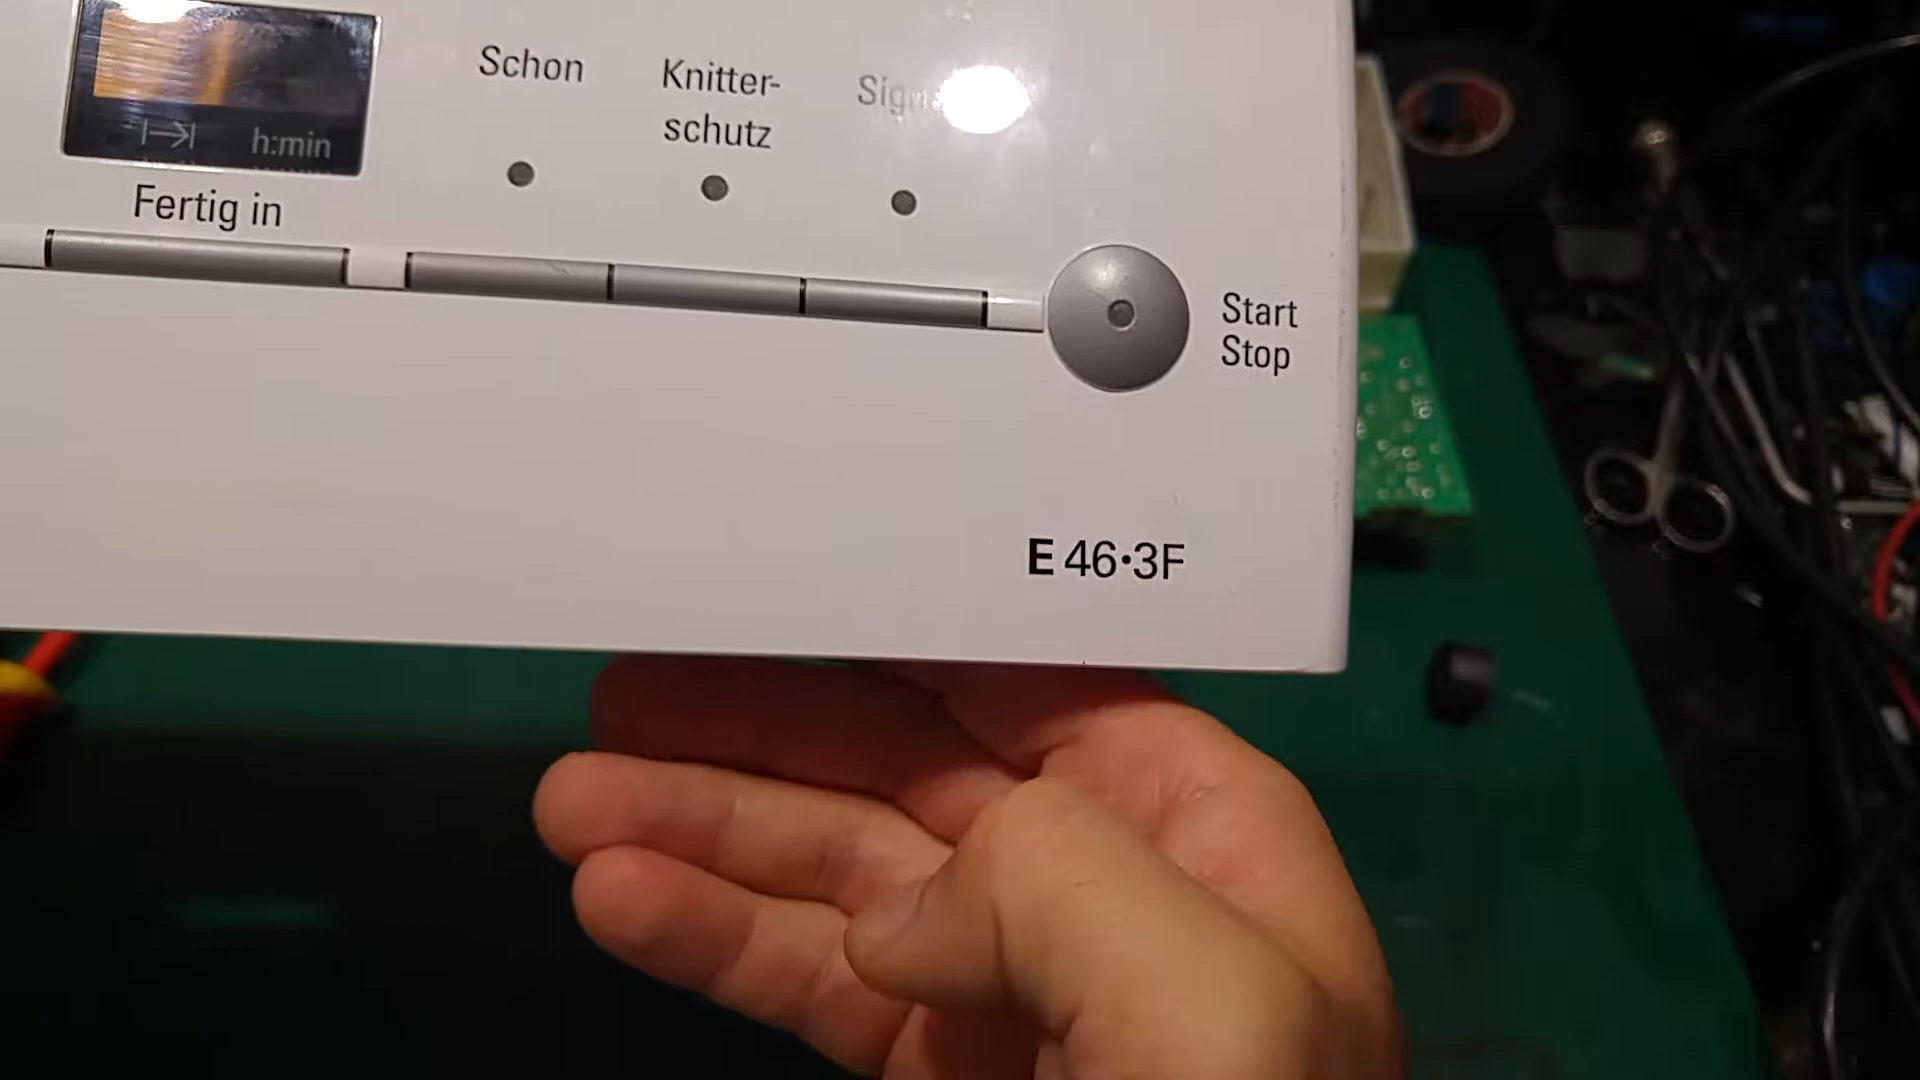 h:min
Fertig in
Schon
Knitter-
schutz
Start
Stop
E 46·3F